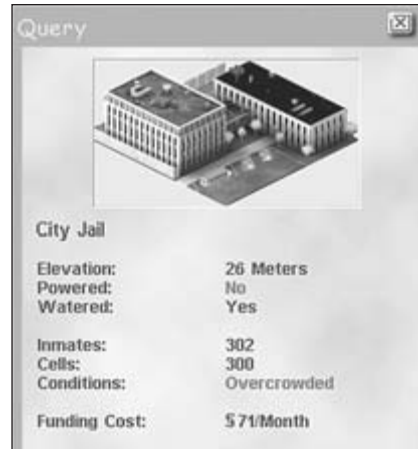 Query
City Jail
Elevation: 26 Meters
Powered: No
Watered: Yes
Inmates: 302
Cells: 300
Conditions: Overcrowded
Funding Cost: $71/Month